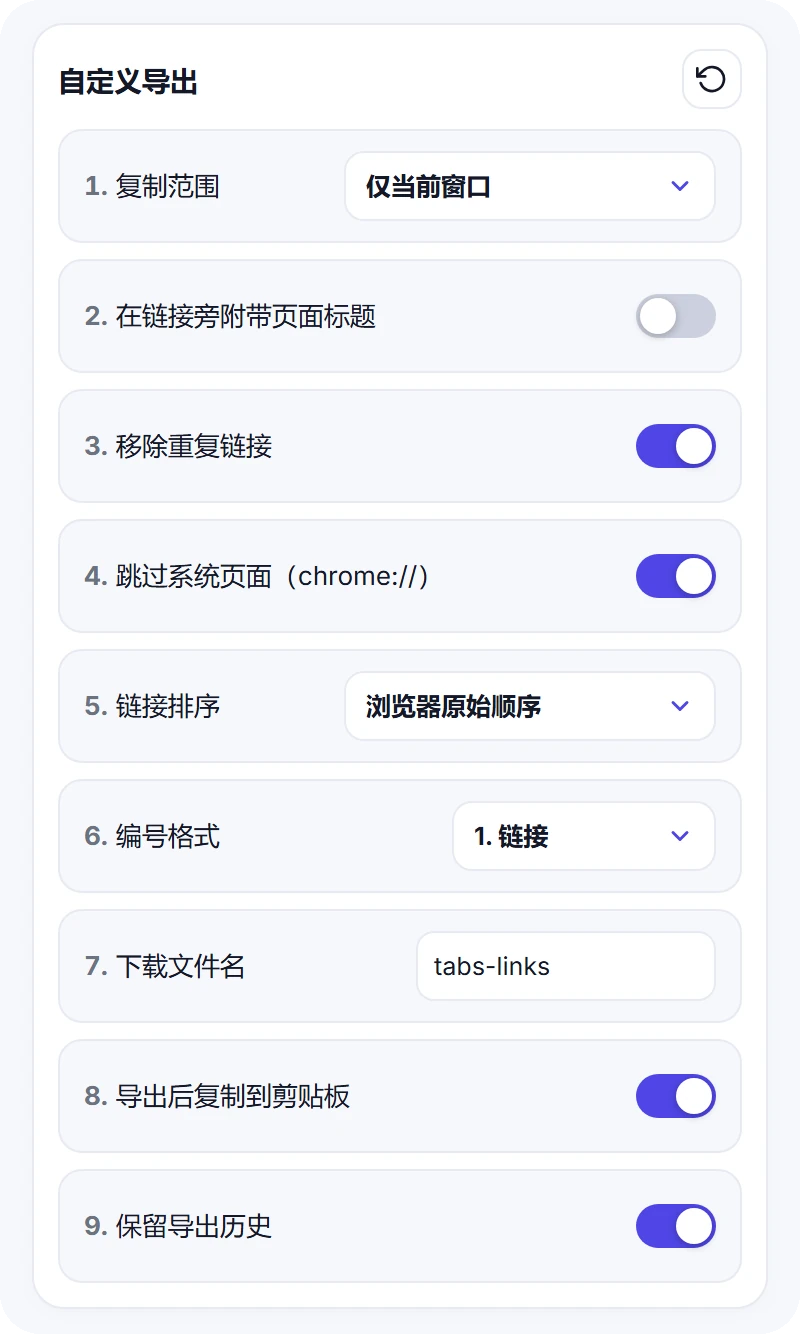 自定义导出
1. 复制范围 仅当前窗口
2. 在链接旁附带页面标题
3. 移除重复链接
4. 跳过系统页面（chrome://）
5. 链接排序 浏览器原始顺序
6. 编号格式 1. 链接
7. 下载文件名 tabs-links
8. 导出后复制到剪贴板
9. 保留导出历史